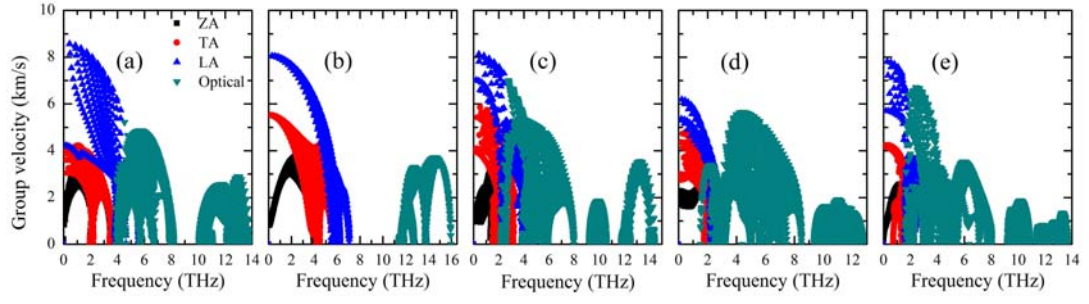 ZA
TA
LA
Optical
(a)
(b)
(c)
(d)
(e)
Group velocity (km/s)
10
8
6
4
2
0
0 2 4 6 8 10 12 14
0 2 4 6 8 10 12 14 16
0 2 4 6 8 10 12 14
0 2 4 6 8 10 12
0 2 4 6 8 10 12 14
Frequency (THz)
Frequency (THz)
Frequency (THz)
Frequency (THz)
Frequency (THz)